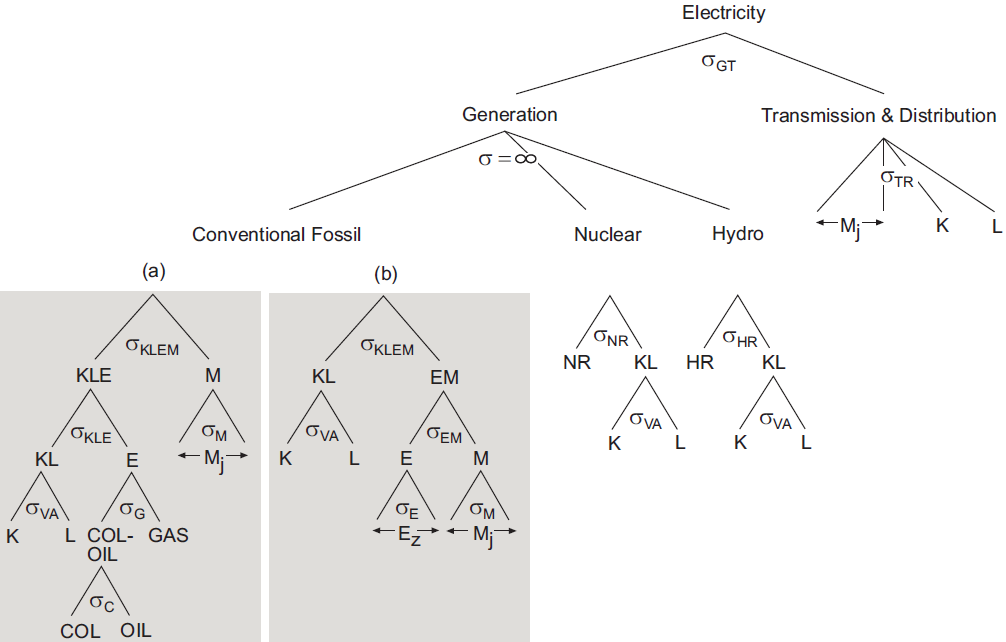 Electricity
σGT
Generation
Transmission & Distribution
σ = ∞
σTR
Mj K L
Conventional Fossil Nuclear Hydro
(a) (b)
σKLEM
KLE M
σKLE σM
Mj
KL E
σVA σG
K L COL-OIL GAS
σC
COL OIL
σKLEM
KL EM
σVA σEM
K L E M
σE σM
Ez Mj
σNR
NR KL
σVA
K L
σHR
HR KL
σVA
K L